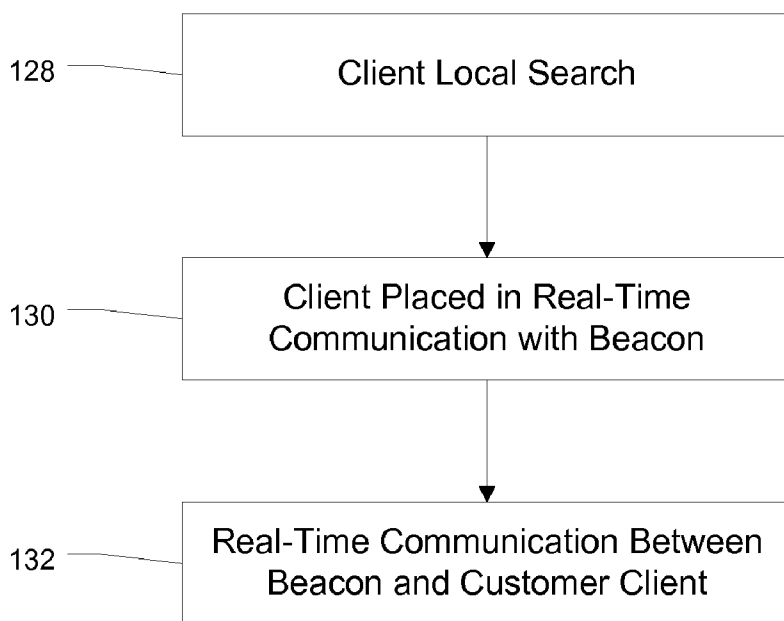 128
Client Local Search
130
Client Placed in Real-Time
Communication with Beacon
132
Real-Time Communication Between
Beacon and Customer Client